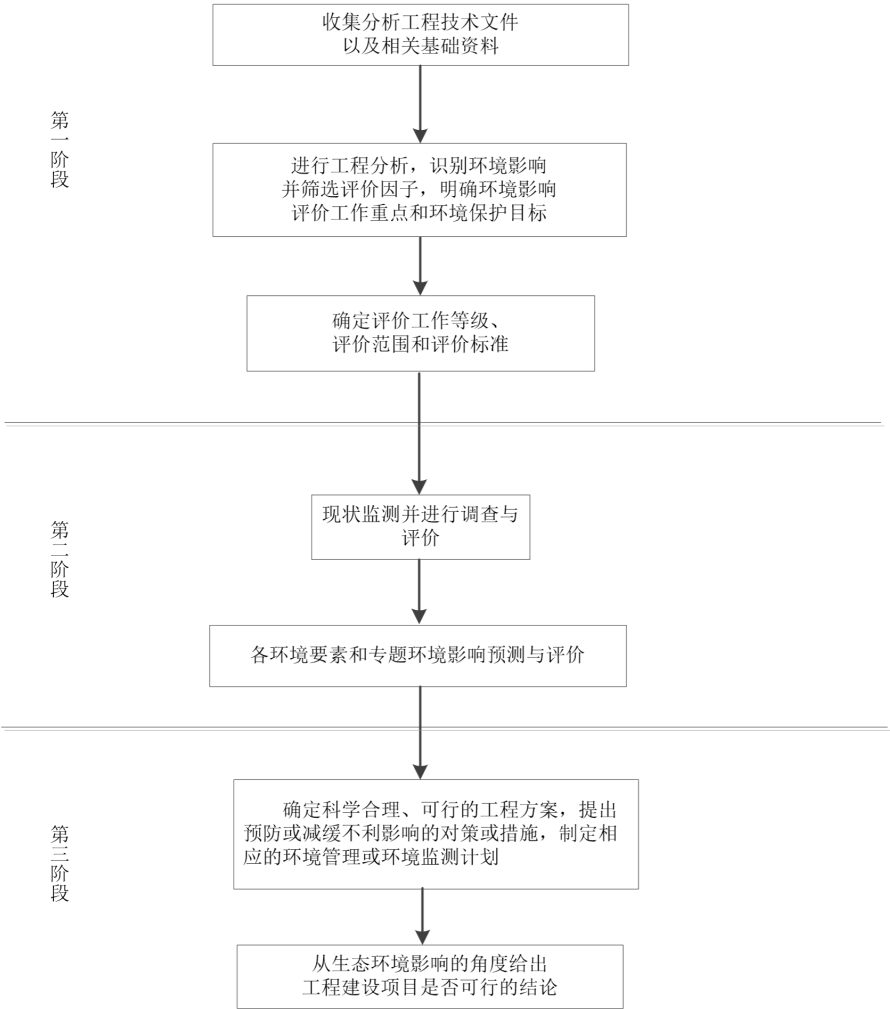 收集分析工程技术文件
以及相关基础资料
第一阶段
进行工程分析，识别环境影响
并筛选评价因子，明确环境影响
评价工作重点和环境保护目标
确定评价工作等级、
评价范围和评价标准
现状监测并进行调查与
评价
第二阶段
各环境要素和专题环境影响预测与评价
确定科学合理、可行的工程方案，提出
预防或减缓不利影响的对策或措施，制定相
应的环境管理或环境监测计划
第三阶段
从生态环境影响的角度给出
工程建设项目是否可行的结论